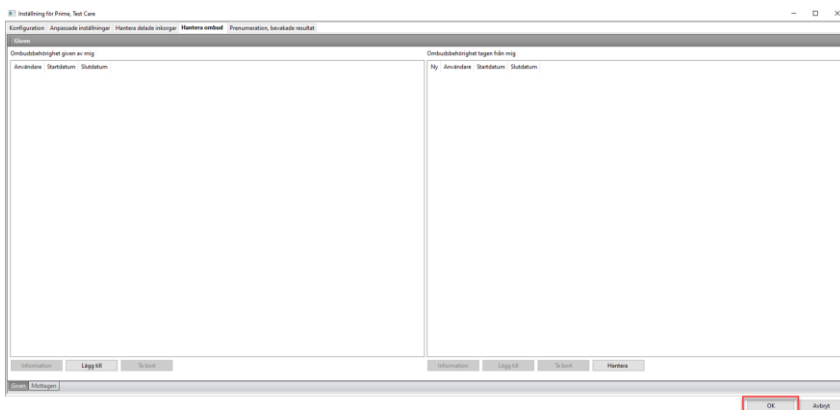 Inställning för Prime, Test Care
Konfiguration Anpassade inställningar Hantera delade inkorgar Hantera ombud Prenumeration, bevakade resultat
Given
Ombudsbehörighet given av mig
Ombudsbehörighet tagen från mig
Användare Startdatum Slutdatum
Ny Användare Startdatum Slutdatum
Information Lägg till Ta bort
Information Lägg till Ta bort Hantera
Given Mottagen
OK Avbryt